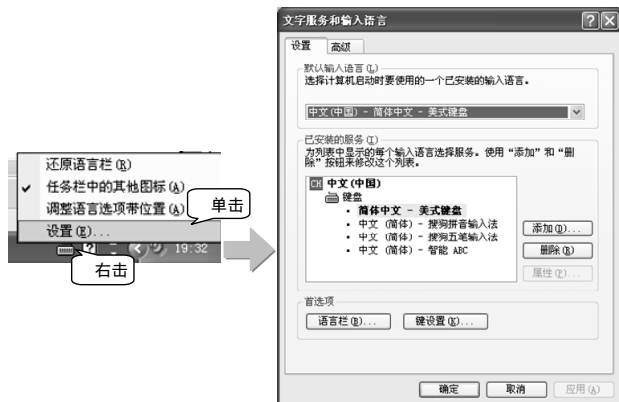 还原语言栏(R)
✓ 任务栏中的其他图标(A)
调整语言选项带位置(A)
设置(E)...
单击
右击
19:32
文字服务和输入语言
设置 高级
默认输入语言(L)
选择计算机启动时要使用的一个已安装的输入语言。
中文(中国) - 简体中文 - 美式键盘
已安装的服务(I)
为列表中显示的每个输入语言选择服务。使用“添加”和“删
除”按钮来修改这个列表。
CH 中文(中国)
键盘
• 简体中文 - 美式键盘
• 中文 (简体) - 搜狗拼音输入法
• 中文 (简体) - 搜狗五笔输入法
• 中文 (简体) - 智能 ABC
添加(D)...
删除(R)
属性(P)...
首选项
语言栏(B)...
键设置(K)...
确定 取消 应用(A)